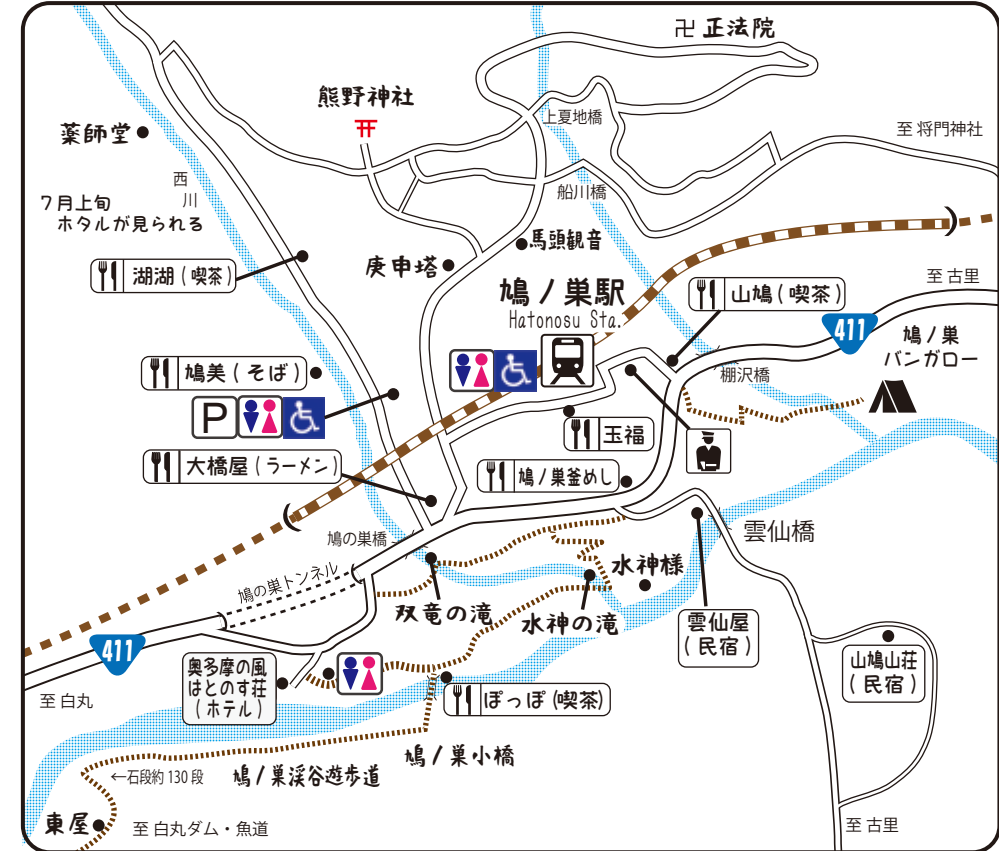 卍 正法院
熊野神社
上夏地橋
薬師堂
至 将門神社
西
川
船川橋
7月上旬
ホタルが見られる
馬頭観音
庚申塔
湖湖(喫茶)
鳩ノ巣駅
Hatonosu Sta.
山鳩(喫茶)
至 古里
411
鳩ノ巣
バンガロー
鳩美(そば)
棚沢橋
P
玉福
大橋屋(ラーメン)
鳩ノ巣釜めし
雲仙橋
鳩の巣橋
鳩の巣トンネル
水神様
双竜の滝
水神の滝
雲仙屋
(民宿)
411
奥多摩の風
はとのす荘
(ホテル)
山鳩山荘
(民宿)
至 白丸
ぽっぽ(喫茶)
鳩ノ巣小橋
←石段約130段
鳩ノ巣渓谷遊歩道
東屋
至 白丸ダム・魚道
至 古里